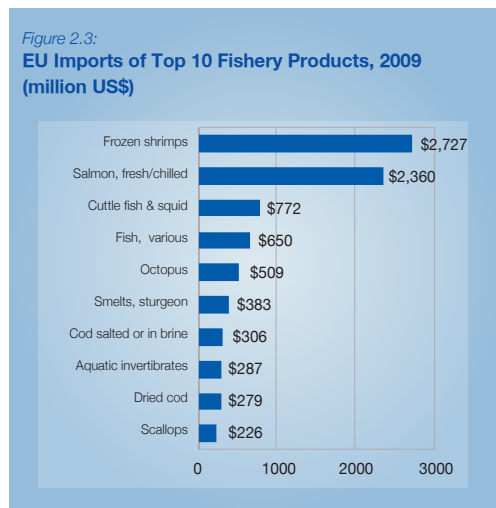 Figure 2.3:
EU Imports of Top 10 Fishery Products, 2009
(million US$)
Frozen shrimps $2,727
Salmon, fresh/chilled $2,360
Cuttle fish & squid $772
Fish, various $650
Octopus $509
Smelts, sturgeon $383
Cod salted or in brine $306
Aquatic invertibrates $287
Dried cod $279
Scallops $226
0 1000 2000 3000